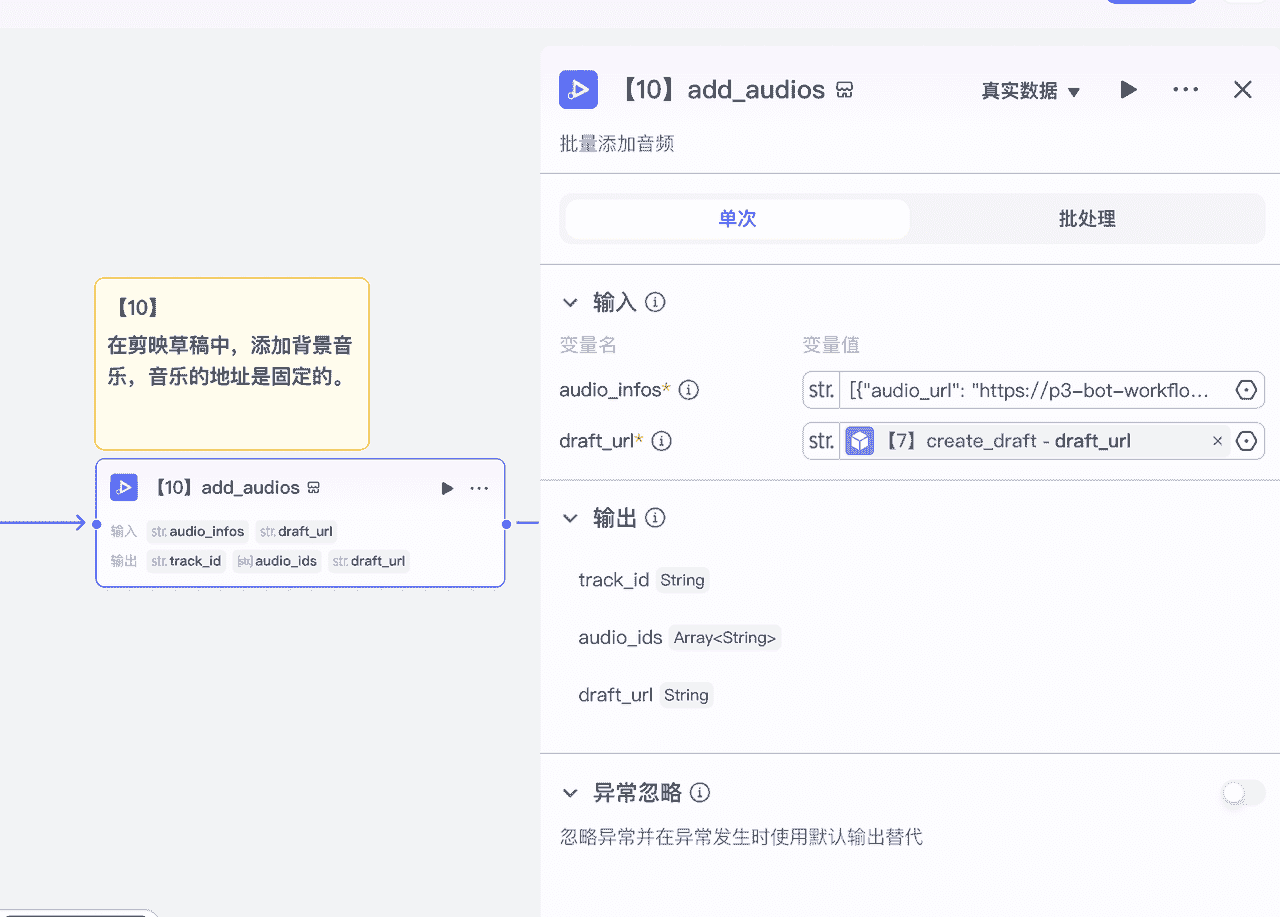 【10】
在剪映草稿中，添加背景音
乐，音乐的地址是固定的。
【10】add_audios
输入 str. audio_infos str. draft_url
输出 str. track_id [str] audio_ids str. draft_url
【10】add_audios 真实数据
批量添加音频
单次 批处理
输入
变量名 变量值
audio_infos* str. [{"audio_url": "https://p3-bot-workflo...
draft_url* str. 【7】create_draft - draft_url
输出
track_id String
audio_ids Array<String>
draft_url String
异常忽略
忽略异常并在异常发生时使用默认输出替代